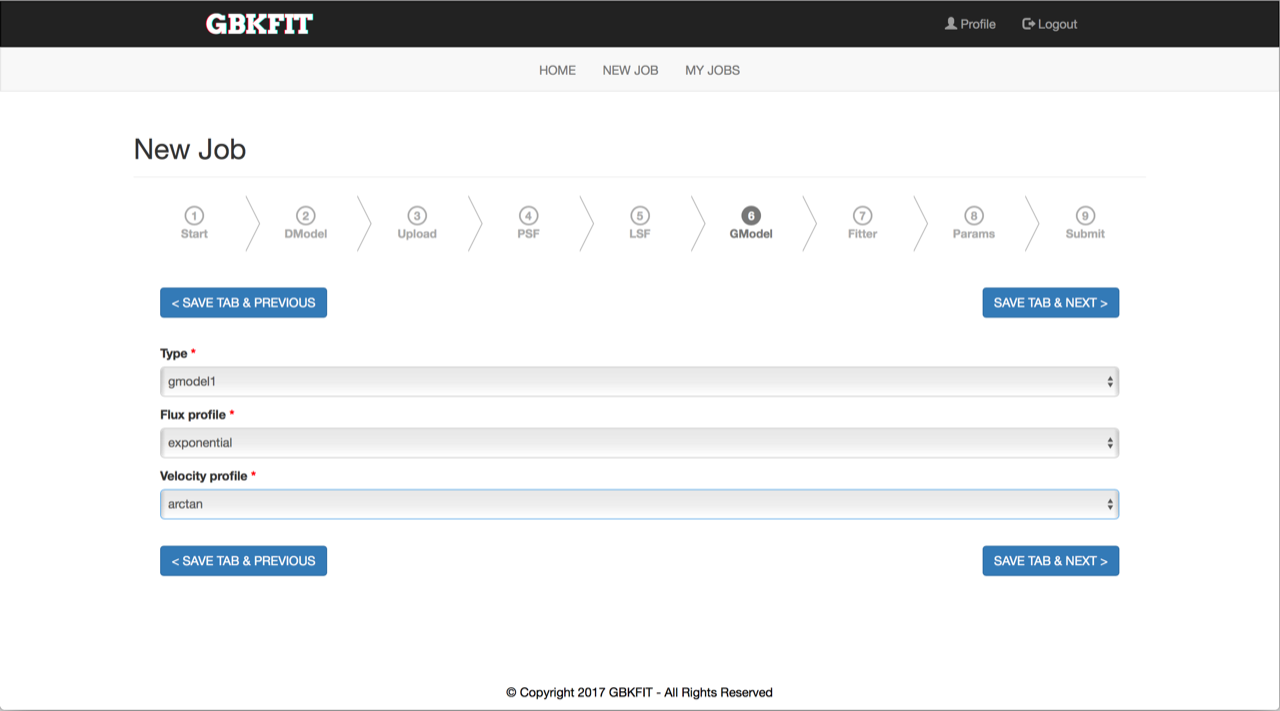 GBKFIT
Profile Logout
HOME NEW JOB MY JOBS
New Job
1 2 3 4 5 6 7 8 9
Start DModel Upload PSF LSF GModel Fitter Params Submit
< SAVE TAB & PREVIOUS SAVE TAB & NEXT >
Type *
gmodel1
Flux profile *
exponential
Velocity profile *
arctan
< SAVE TAB & PREVIOUS SAVE TAB & NEXT >
© Copyright 2017 GBKFIT - All Rights Reserved